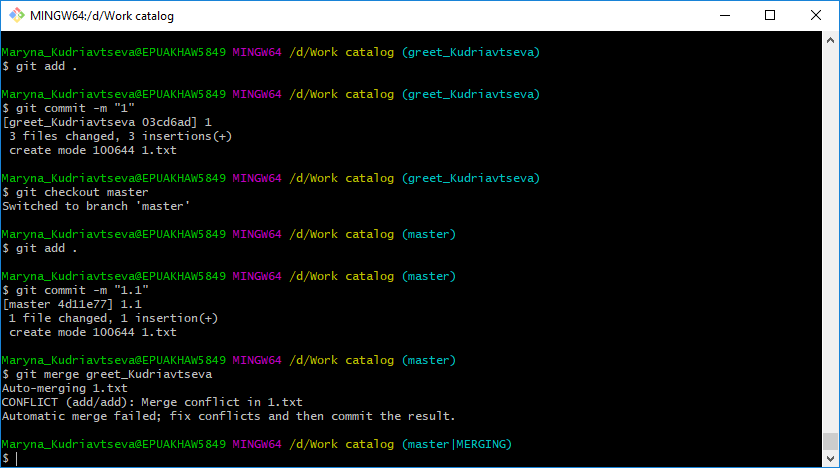 MINGW64:/d/Work catalog
Maryna_Kudriavtseva@EPUAKHAW5849 MINGW64 /d/Work catalog (greet_Kudriavtseva)
$ git add .
Maryna_Kudriavtseva@EPUAKHAW5849 MINGW64 /d/Work catalog (greet_Kudriavtseva)
$ git commit -m "1"
[greet_Kudriavtseva 03cd6ad] 1
 3 files changed, 3 insertions(+)
 create mode 100644 1.txt
Maryna_Kudriavtseva@EPUAKHAW5849 MINGW64 /d/Work catalog (greet_Kudriavtseva)
$ git checkout master
Switched to branch 'master'
Maryna_Kudriavtseva@EPUAKHAW5849 MINGW64 /d/Work catalog (master)
$ git add .
Maryna_Kudriavtseva@EPUAKHAW5849 MINGW64 /d/Work catalog (master)
$ git commit -m "1.1"
[master 4d11e77] 1.1
 1 file changed, 1 insertion(+)
 create mode 100644 1.txt
Maryna_Kudriavtseva@EPUAKHAW5849 MINGW64 /d/Work catalog (master)
$ git merge greet_Kudriavtseva
Auto-merging 1.txt
CONFLICT (add/add): Merge conflict in 1.txt
Automatic merge failed; fix conflicts and then commit the result.
Maryna_Kudriavtseva@EPUAKHAW5849 MINGW64 /d/Work catalog (master|MERGING)
$